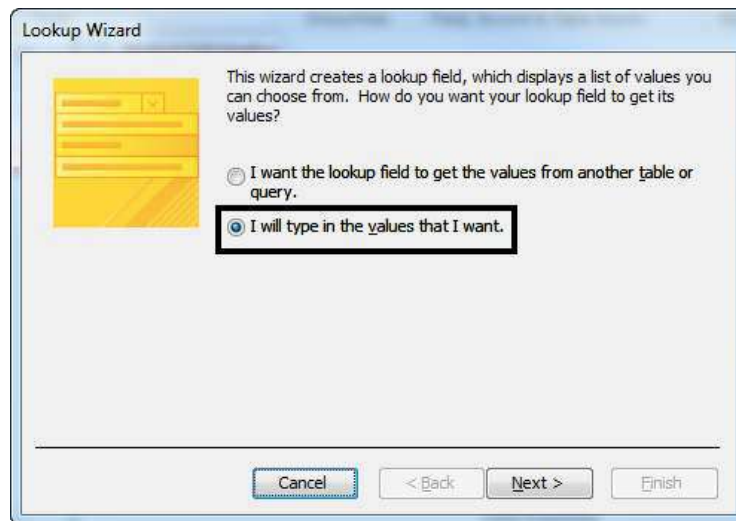 Lookup Wizard
This wizard creates a lookup field, which displays a list of values you
can choose from.  How do you want your lookup field to get its
values?
I want the lookup field to get the values from another table or
query.
I will type in the values that I want.
Cancel
< Back
Next >
Finish